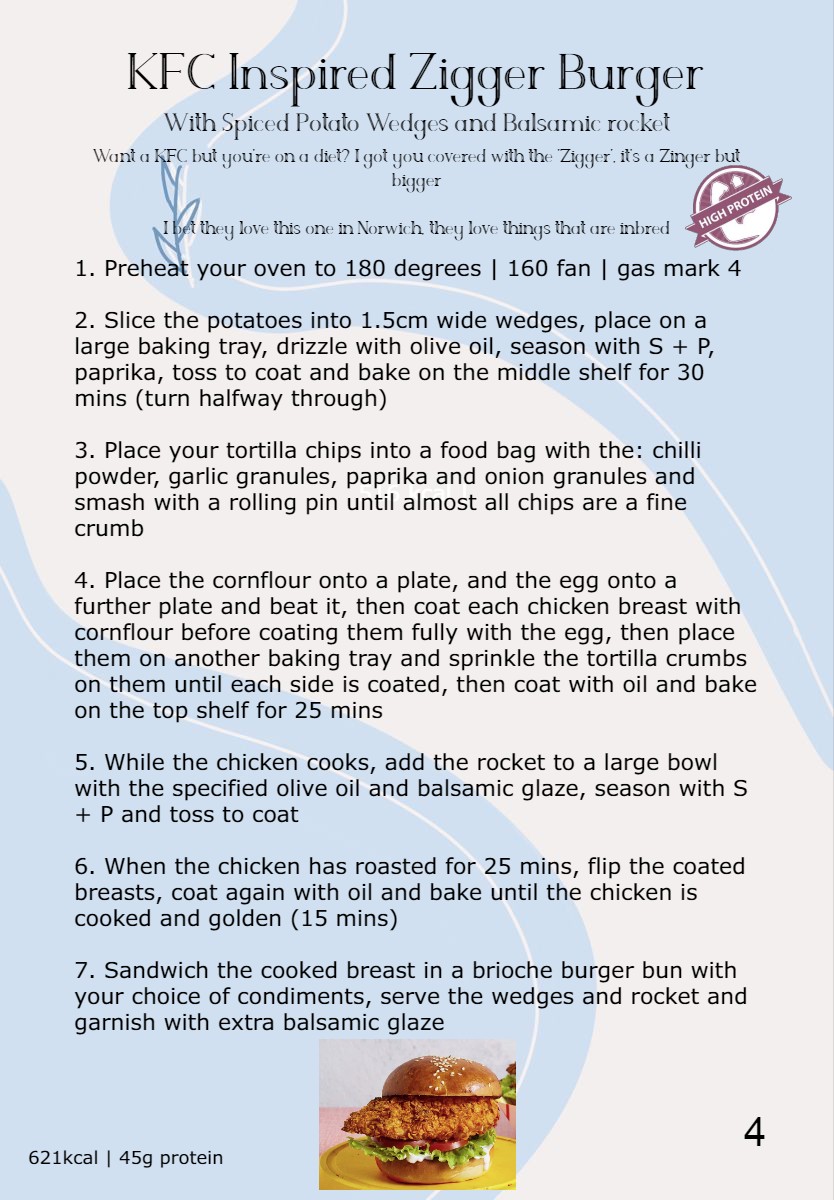 KFC Inspired Zigger Burger
With Spiced Potato Wedges and Balsamic rocket
Want a KFC but you're on a diet? I got you covered with the 'Zigger', it's a Zinger but
bigger
I bet they love this one in Norwich, they love things that are inbred
HIGH PROTEIN
1. Preheat your oven to 180 degrees | 160 fan | gas mark 4
2. Slice the potatoes into 1.5cm wide wedges, place on a
large baking tray, drizzle with olive oil, season with S + P,
paprika, toss to coat and bake on the middle shelf for 30
mins (turn halfway through)
3. Place your tortilla chips into a food bag with the: chilli
powder, garlic granules, paprika and onion granules and
smash with a rolling pin until almost all chips are a fine
crumb
4. Place the cornflour onto a plate, and the egg onto a
further plate and beat it, then coat each chicken breast with
cornflour before coating them fully with the egg, then place
them on another baking tray and sprinkle the tortilla crumbs
on them until each side is coated, then coat with oil and bake
on the top shelf for 25 mins
5. While the chicken cooks, add the rocket to a large bowl
with the specified olive oil and balsamic glaze, season with S
+ P and toss to coat
6. When the chicken has roasted for 25 mins, flip the coated
breasts, coat again with oil and bake until the chicken is
cooked and golden (15 mins)
7. Sandwich the cooked breast in a brioche burger bun with
your choice of condiments, serve the wedges and rocket and
garnish with extra balsamic glaze
4
621kcal | 45g protein